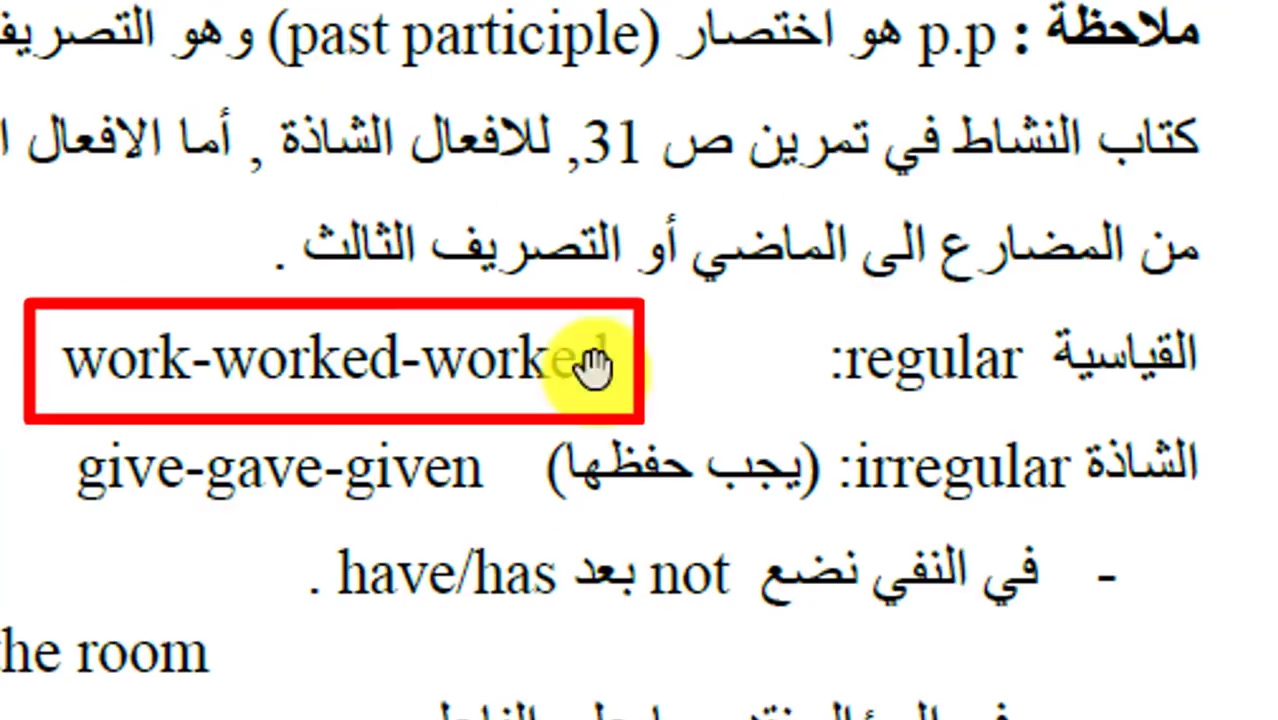 ملاحظة : p.p هو اختصار (past participle) وهو
كتاب النشاط في تمرين ص 31, للافعال الشاذة , أما الافعال
من المضارع الى الماضي أو التصريف الثالث .
القياسية regular: work-worked-worked
الشاذة irregular: (يجب حفظها) give-gave-given
- في النفي نضع not بعد have/has .
the room